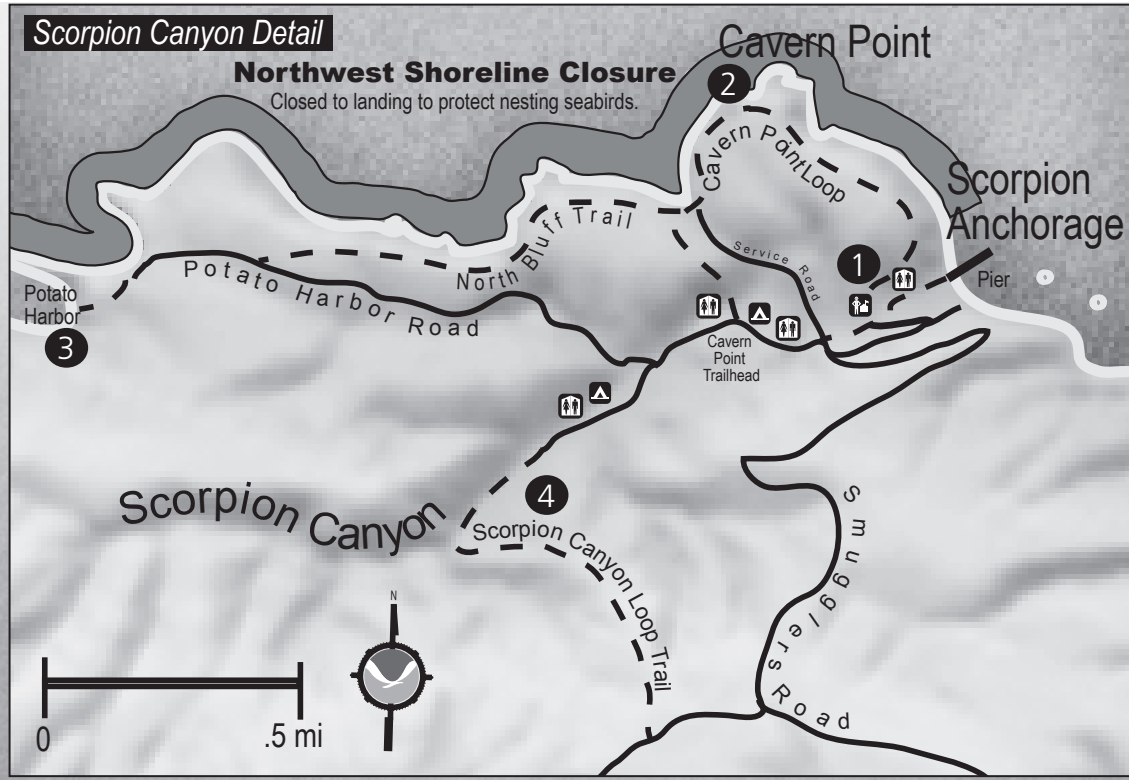 Scorpion Canyon Detail
Northwest Shoreline Closure
Closed to landing to protect nesting seabirds.
Cavern Point
2
Cavern Point Loop
Scorpion
Anchorage
1
Pier
Service Road
North Bluff Trail
Potato Harbor Road
Potato
Harbor
3
Cavern
Point
Trailhead
4
Scorpion Canyon
Scorpion Canyon Loop Trail
Smugglers Road
N
0 .5 mi